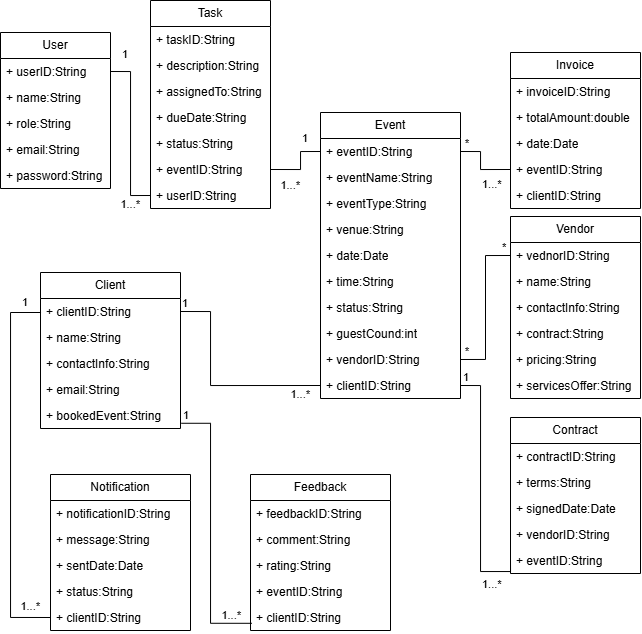 User
+ userID:String
+ name:String
+ role:String
+ email:String
+ password:String
1
1...*
Task
+ taskID:String
+ description:String
+ assignedTo:String
+ dueDate:String
+ status:String
+ eventID:String
+ userID:String
1
1...*
Event
+ eventID:String
+ eventName:String
+ eventType:String
+ venue:String
+ date:Date
+ time:String
+ status:String
+ guestCound:int
+ vendorID:String
+ clientID:String
*
1...*
Invoice
+ invoiceID:String
+ totalAmount:double
+ date:Date
+ eventID:String
+ clientID:String
*
*
Vendor
+ vednorID:String
+ name:String
+ contactInfo:String
+ contract:String
+ pricing:String
+ servicesOffer:String
1
1...*
Contract
+ contractID:String
+ terms:String
+ signedDate:Date
+ vendorID:String
+ eventID:String
Client
+ clientID:String
+ name:String
+ contactInfo:String
+ email:String
+ bookedEvent:String
1
1
1...*
1
Notification
+ notificationID:String
+ message:String
+ sentDate:Date
+ status:String
+ clientID:String
1...*
Feedback
+ feedbackID:String
+ comment:String
+ rating:String
+ eventID:String
+ clientID:String
1...*